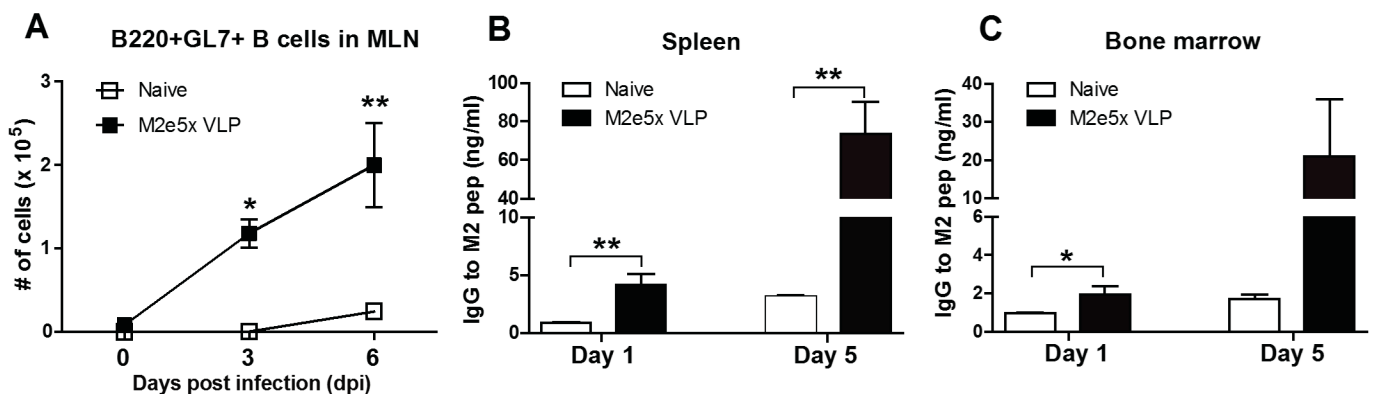 A
B220+GL7+ B cells in MLN
Naive
M2e5x VLP
# of cells (x 10⁵)
3
2
1
0
*
**
0 3 6
Days post infection (dpi)
B
Spleen
Naive
M2e5x VLP
IgG to M2 pep (ng/ml)
100
80
60
40
10
5
0
**
**
Day 1 Day 5
C
Bone marrow
Naive
M2e5x VLP
IgG to M2 pep (ng/ml)
40
30
20
10
6
4
2
0
*
Day 1 Day 5